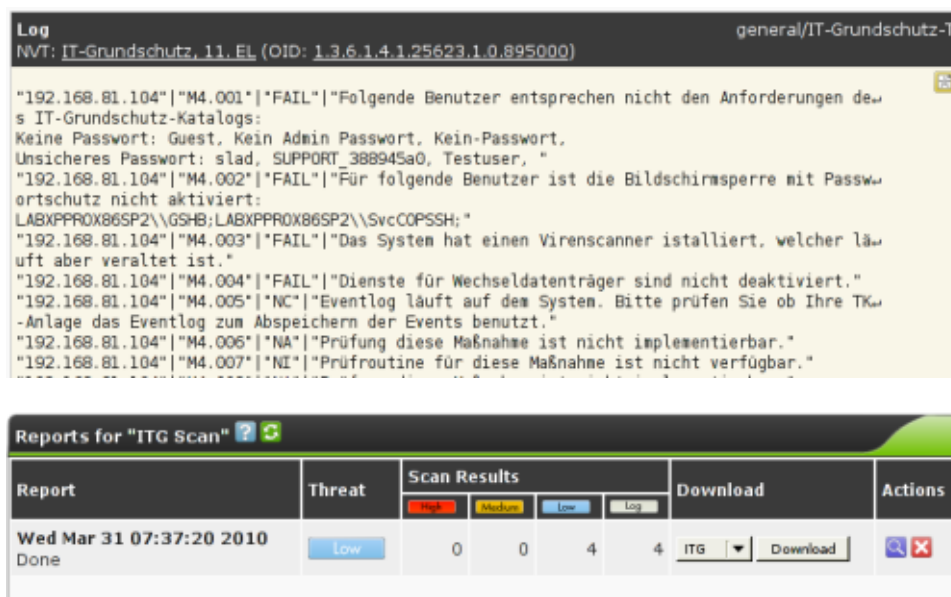 Log
general/IT-Grundschutz-T
NVT: IT-Grundschutz, 11. EL (OID: 1.3.6.1.4.1.25623.1.0.895000)
"192.168.81.104"|"M4.001"|"FAIL"|"Folgende Benutzer entsprechen nicht den Anforderungen de↵
s IT-Grundschutz-Katalogs:
Keine Passwort: Guest, Kein Admin Passwort, Kein-Passwort,
Unsicheres Passwort: slad, SUPPORT_388945a0, Testuser, "
"192.168.81.104"|"M4.002"|"FAIL"|"Für folgende Benutzer ist die Bildschirmsperre mit Passw↵
ortschutz nicht aktiviert:
LABXPPROX86SP2\\GSHB;LABXPPROX86SP2\\SvcCOPSSH;"
"192.168.81.104"|"M4.003"|"FAIL"|"Das System hat einen Virenscanner istalliert, welcher lä↵
uft aber veraltet ist."
"192.168.81.104"|"M4.004"|"FAIL"|"Dienste für Wechseldatenträger sind nicht deaktiviert."
"192.168.81.104"|"M4.005"|"NC"|"Eventlog läuft auf dem System. Bitte prüfen Sie ob Ihre TK↵
-Anlage das Eventlog zum Abspeichern der Events benutzt."
"192.168.81.104"|"M4.006"|"NA"|"Prüfung diese Maßnahme ist nicht implementierbar."
"192.168.81.104"|"M4.007"|"NI"|"Prüfroutine für diese Maßnahme ist nicht verfügbar."
Reports for "ITG Scan" ?
Report Threat Scan Results Download Actions
High Medium Low Log
Wed Mar 31 07:37:20 2010
Done
Low 0 0 4 4 ITG Download